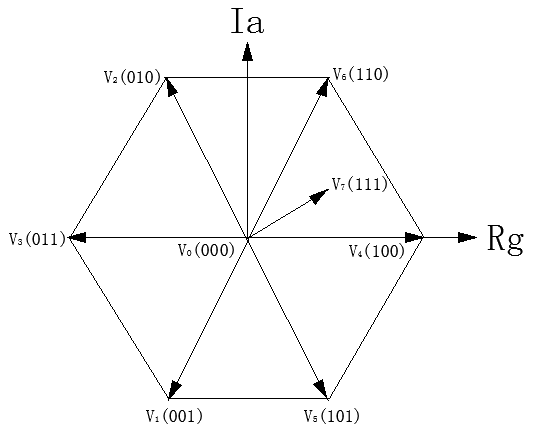 Ia
V₂(010)
V₆(110)
V₇(111)
V₃(011)
V₀(000)
V₄(100)
Rg
V₁(001)
V₅(101)